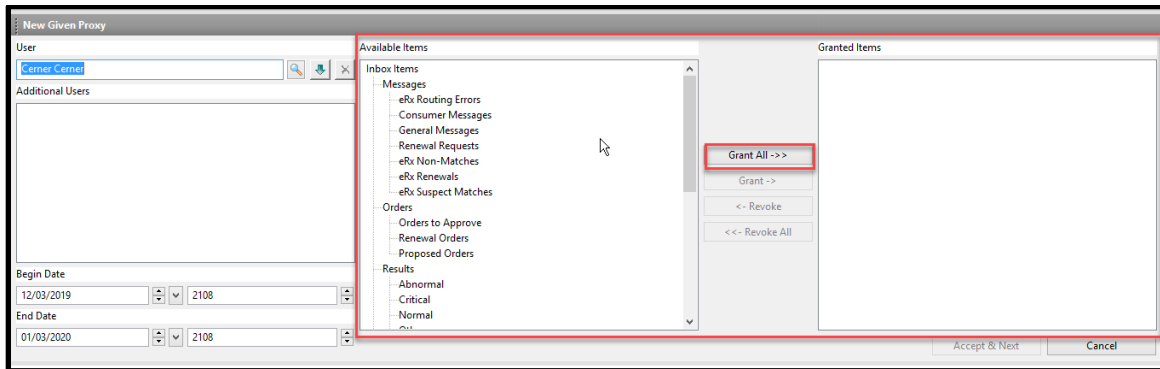 New Given Proxy
User
Cerner Cerner
Additional Users
Begin Date
12/03/2019 2108
End Date
01/03/2020 2108
Available Items
Inbox Items
Messages
eRx Routing Errors
Consumer Messages
General Messages
Renewal Requests
eRx Non-Matches
eRx Renewals
eRx Suspect Matches
Orders
Orders to Approve
Renewal Orders
Proposed Orders
Results
Abnormal
Critical
Normal
Grant All ->>
Grant ->
<- Revoke
<<- Revoke All
Granted Items
Accept & Next Cancel